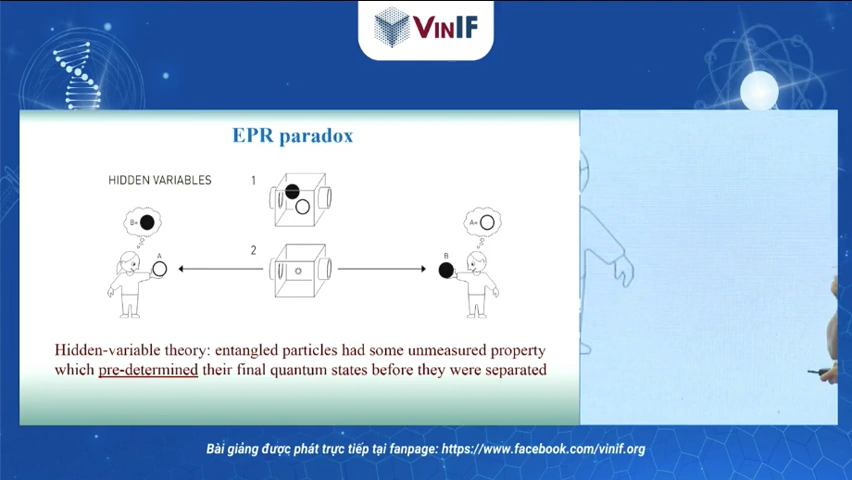 VINIF
EPR paradox
HIDDEN VARIABLES
1
B=
A=
2
A
B
Hidden-variable theory: entangled particles had some unmeasured property
which pre-determined their final quantum states before they were separated
Bài giảng được phát trực tiếp tại fanpage: https://www.facebook.com/vinif.org